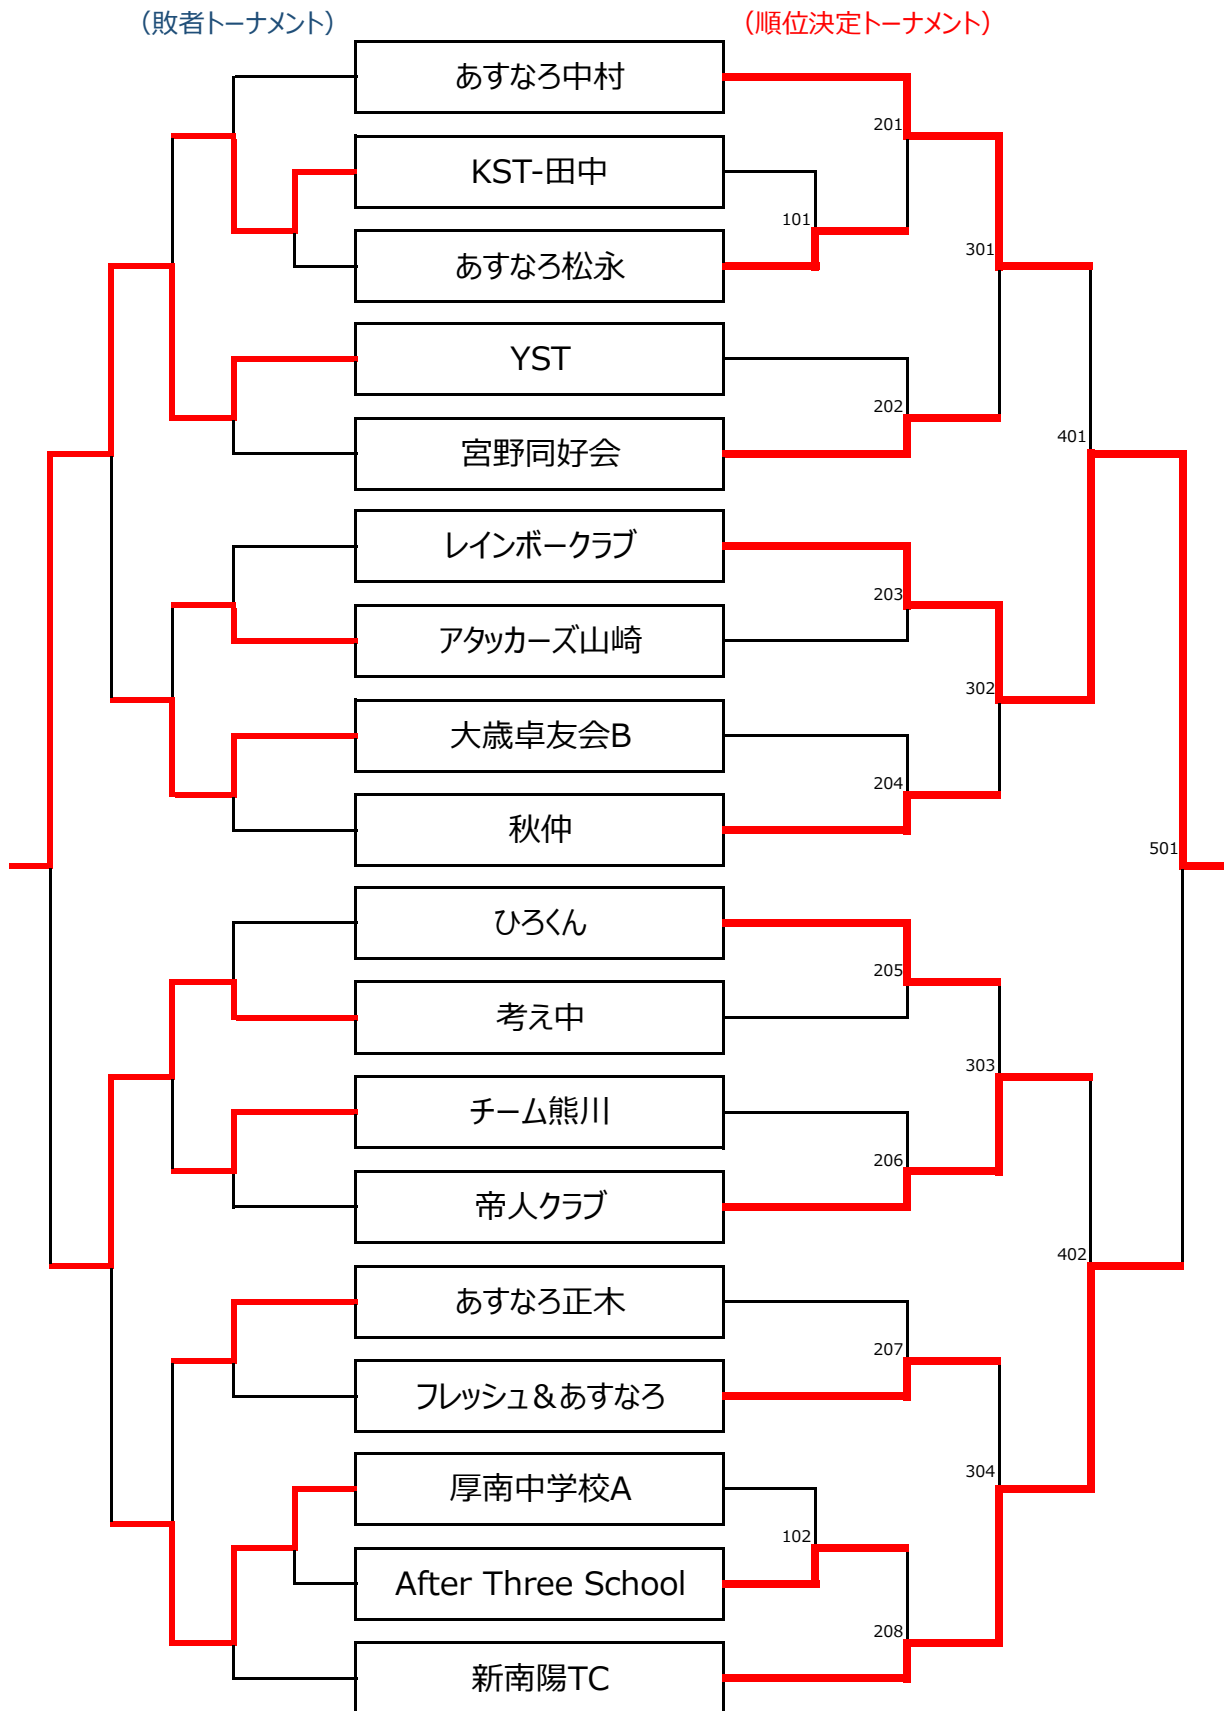 （敗者トーナメント）
（順位決定トーナメント）
あすなろ中村
201
KST-田中
101
あすなろ松永
301
YST
202
宮野同好会
401
レインボークラブ
203
アタッカーズ山崎
302
大歳卓友会B
204
秋仲
501
ひろくん
205
考え中
303
チーム熊川
206
帝人クラブ
402
あすなろ正木
207
フレッシュ&あすなろ
304
厚南中学校A
102
After Three School
208
新南陽TC